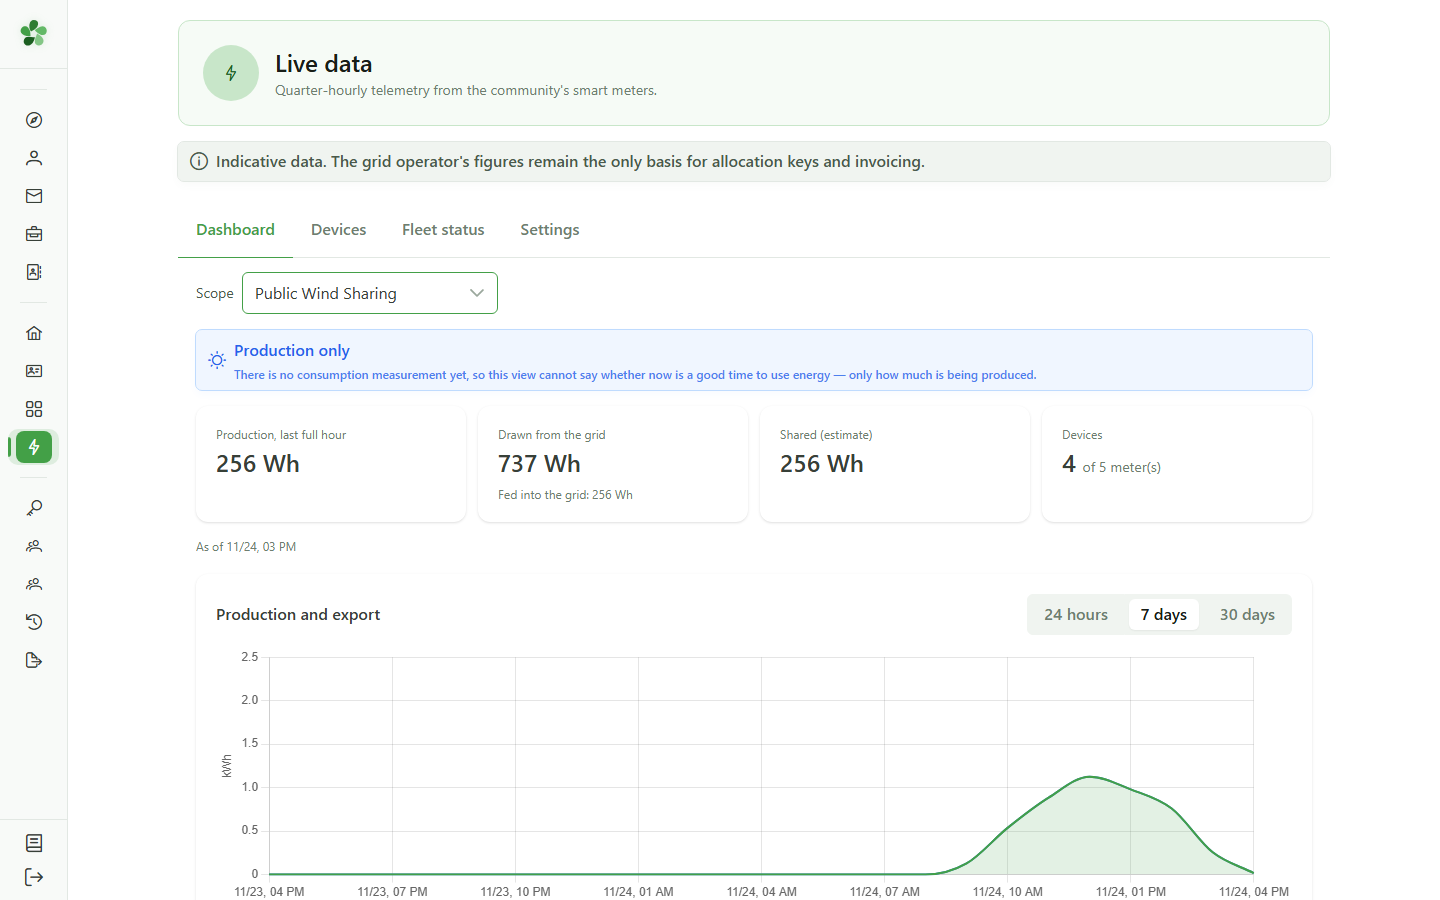 Live data
Quarter-hourly telemetry from the community's smart meters.
Indicative data. The grid operator's figures remain the only basis for allocation keys and invoicing.
Dashboard Devices Fleet status Settings
Scope Public Wind Sharing
Production only
There is no consumption measurement yet, so this view cannot say whether now is a good time to use energy — only how much is being produced.
Production, last full hour
256 Wh
Drawn from the grid
737 Wh
Fed into the grid: 256 Wh
Shared (estimate)
256 Wh
Devices
4 of 5 meter(s)
As of 11/24, 03 PM
Production and export
24 hours 7 days 30 days
2.5
2.0
1.5
1.0
0.5
0
kWh
11/23, 04 PM 11/23, 07 PM 11/23, 10 PM 11/24, 01 AM 11/24, 04 AM 11/24, 07 AM 11/24, 10 AM 11/24, 01 PM 11/24, 04 PM